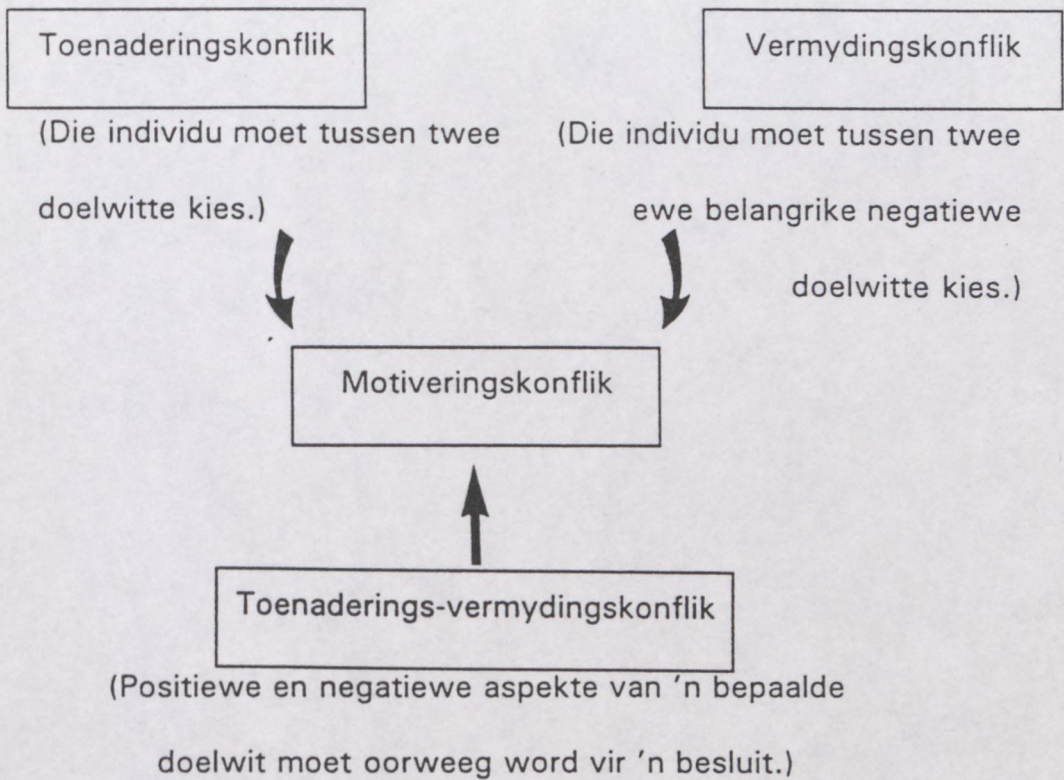 Toenaderingskonflik
(Die individu moet tussen twee
doelwitte kies.)
Vermydingskonflik
(Die individu moet tussen twee
ewe belangrike negatiewe
doelwitte kies.)
Motiveringskonflik
Toenaderings-vermydingskonflik
(Positiewe en negatiewe aspekte van 'n bepaalde
doelwit moet oorweeg word vir 'n besluit.)